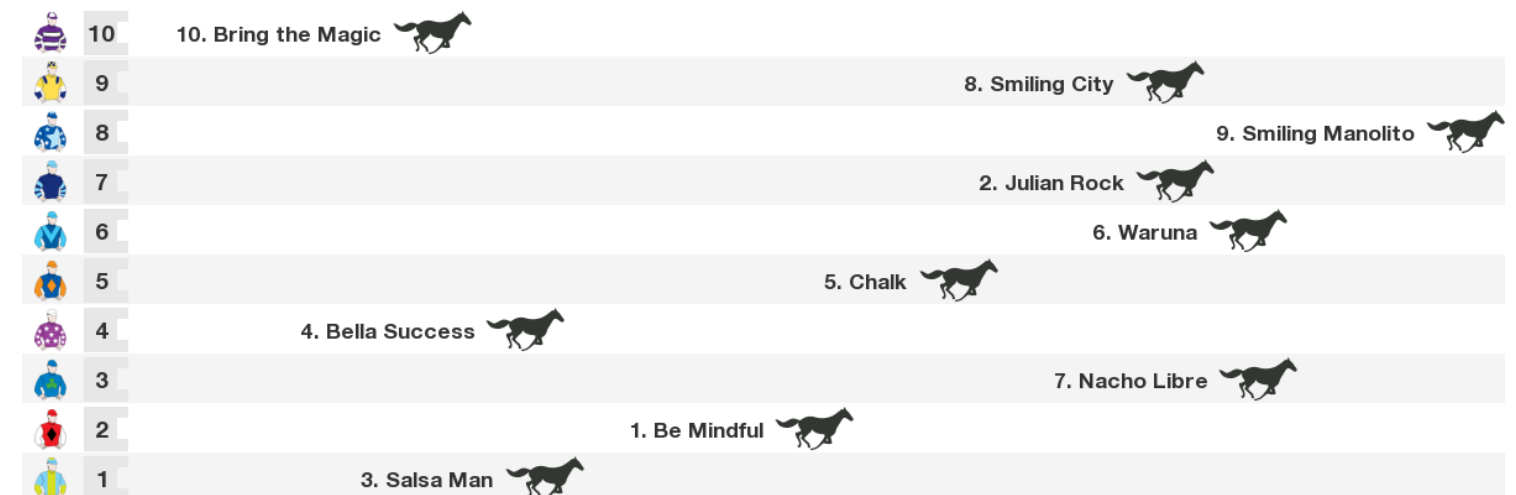 10 10. Bring the Magic
9 8. Smiling City
8 9. Smiling Manolito
7 2. Julian Rock
6 6. Waruna
5 5. Chalk
4 4. Bella Success
3 7. Nacho Libre
2 1. Be Mindful
1 3. Salsa Man